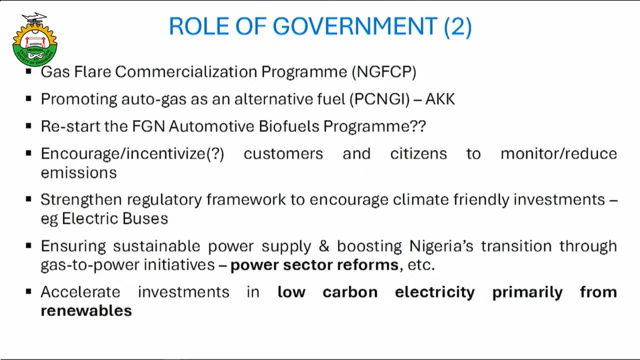 ROLE OF GOVERNMENT (2)
▪ Gas Flare Commercialization Programme (NGFCP)
▪ Promoting auto-gas as an alternative fuel (PCNGI) – AKK
▪ Re-start the FGN Automotive Biofuels Programme??
▪ Encourage/incentivize(?) customers and citizens to monitor/reduce
emissions
▪ Strengthen regulatory framework to encourage climate friendly investments –
eg Electric Buses
▪ Ensuring sustainable power supply & boosting Nigeria's transition through
gas-to-power initiatives – power sector reforms, etc.
▪ Accelerate investments in low carbon electricity primarily from
renewables